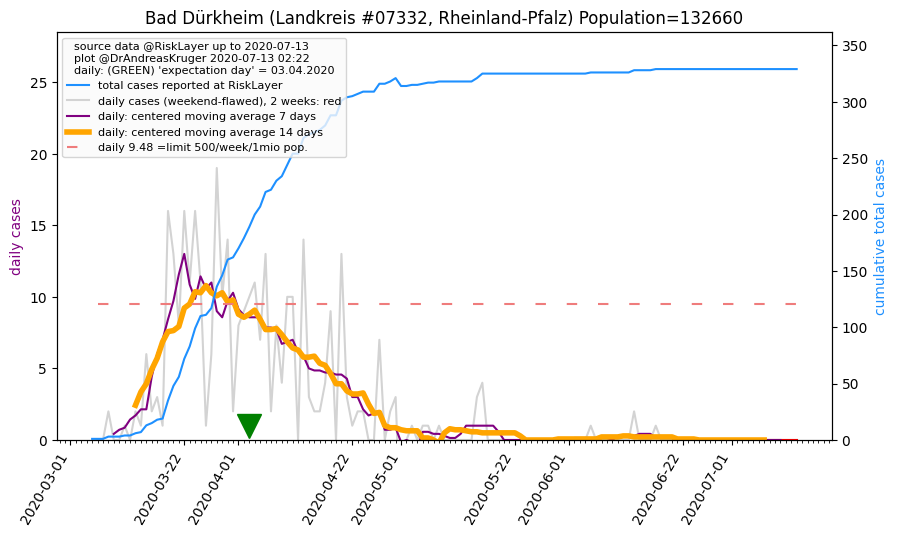 Bad Dürkheim (Landkreis #07332, Rheinland-Pfalz) Population=132660
source data @RiskLayer up to 2020-07-13
plot @DrAndreasKruger 2020-07-13 02:22
daily: (GREEN) 'expectation day' = 03.04.2020
total cases reported at RiskLayer
daily cases (weekend-flawed), 2 weeks: red
daily: centered moving average 7 days
daily: centered moving average 14 days
daily 9.48 =limit 500/week/1mio pop.
daily cases
25
20
15
10
5
0
cumulative total cases
350
300
250
200
150
100
50
0
2020-03-01
2020-03-22
2020-04-01
2020-04-22
2020-05-01
2020-05-22
2020-06-01
2020-06-22
2020-07-01